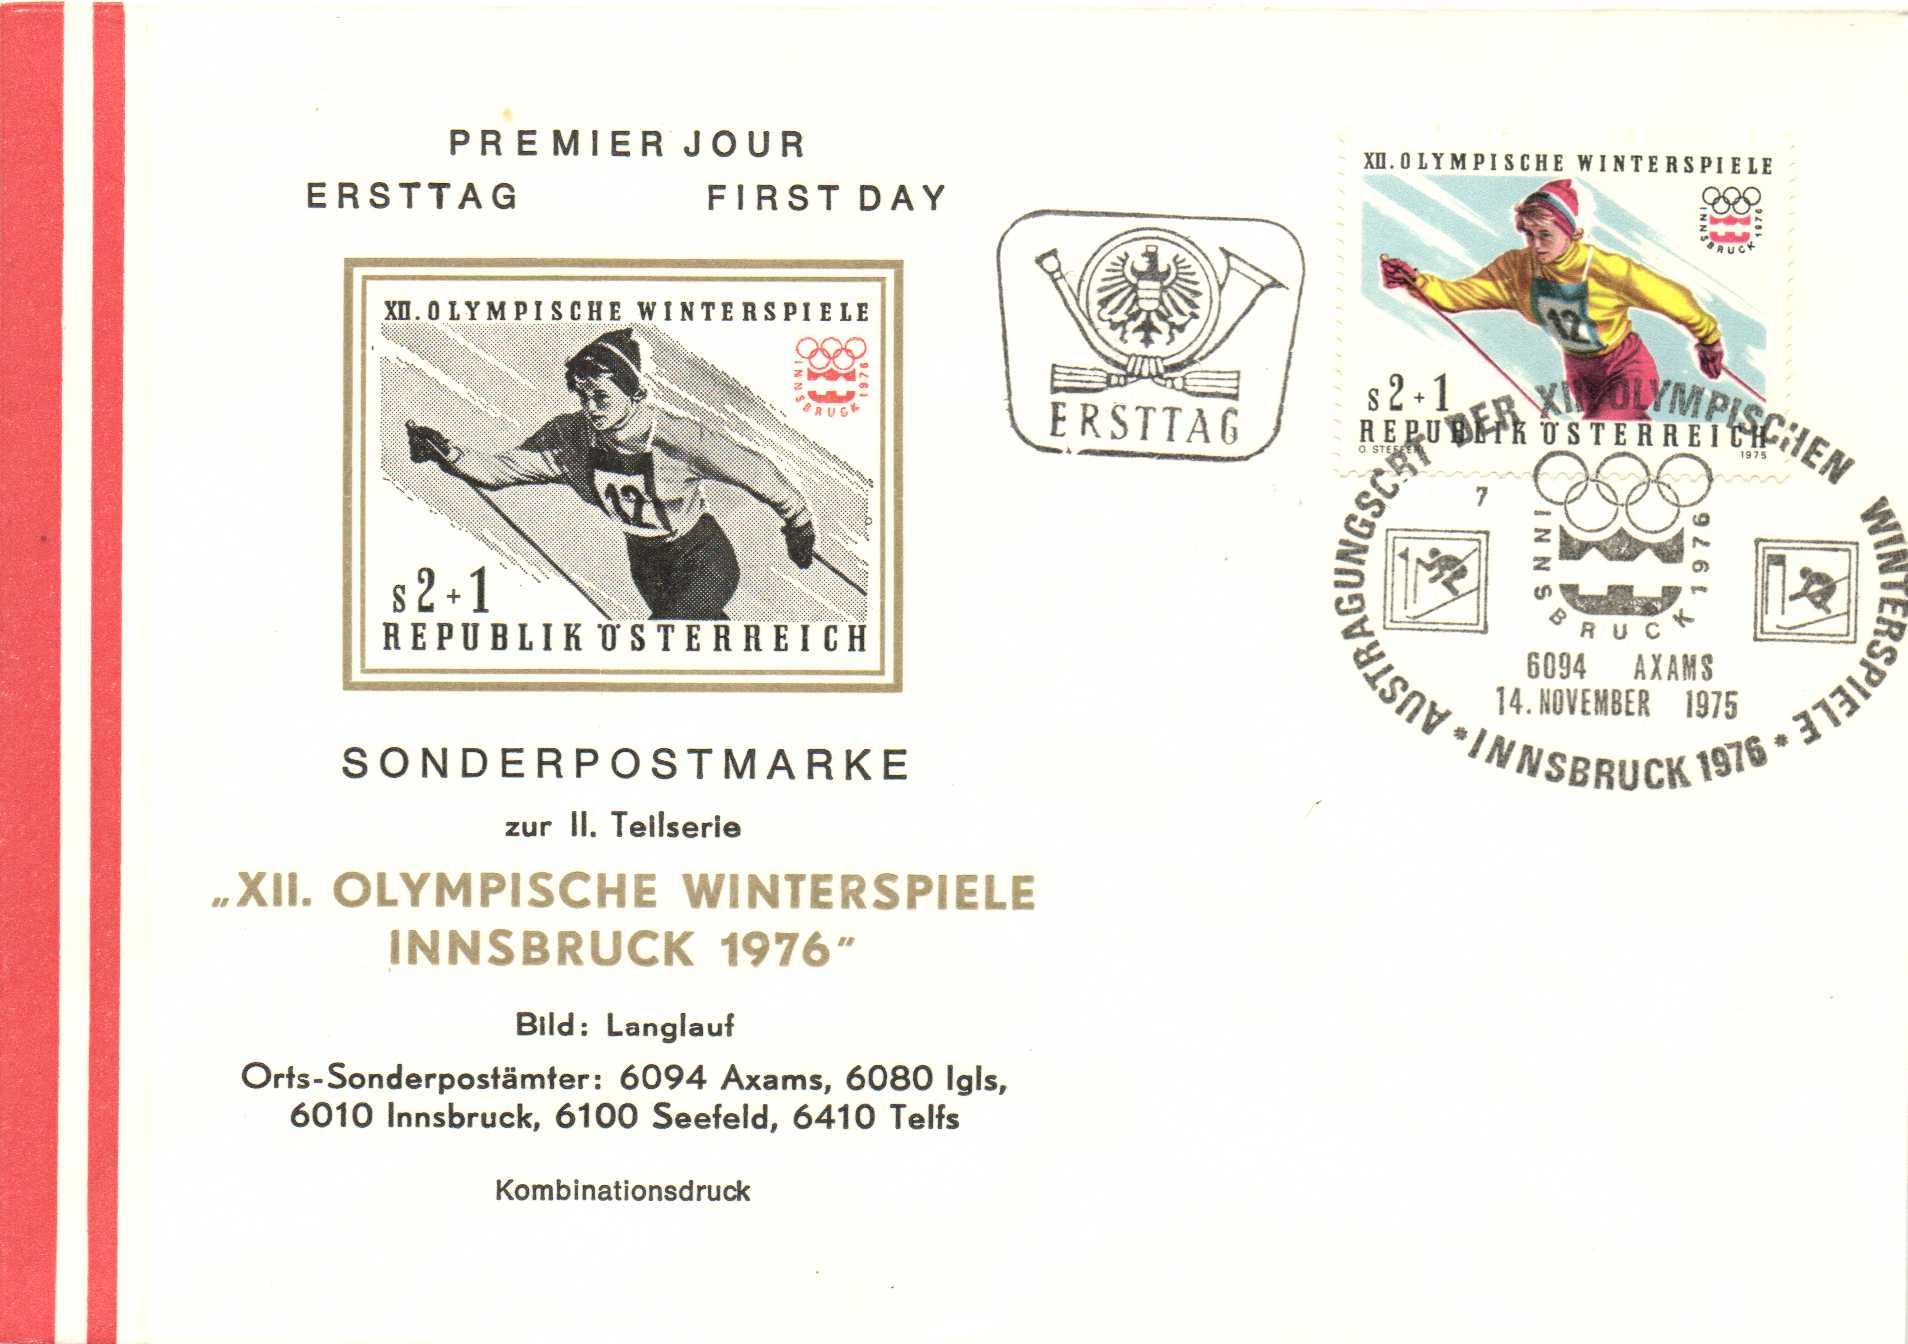 PREMIER JOUR
ERSTTAG FIRST DAY
XII. OLYMPISCHE WINTERSPIELE
INNSBRUCK 1976
12
s 2 + 1
REPUBLIK ÖSTERREICH
SONDERPOSTMARKE
zur II. Teilserie
„XII. OLYMPISCHE WINTERSPIELE
INNSBRUCK 1976"
Bild: Langlauf
Orts-Sonderpostämter: 6094 Axams, 6080 Igls,
6010 Innsbruck, 6100 Seefeld, 6410 Telfs
Kombinationsdruck
ERSTTAG
XII. OLYMPISCHE WINTERSPIELE
INNSBRUCK 1976
12
s 2 + 1
REPUBLIK ÖSTERREICH
O. STEFFERL 1975
AUSTRAGUNGSORT DER XII. OLYMPISCHEN WINTERSPIELE * INNSBRUCK 1976 *
7
INNSBRUCK 1976
6094 AXAMS
14. NOVEMBER 1975